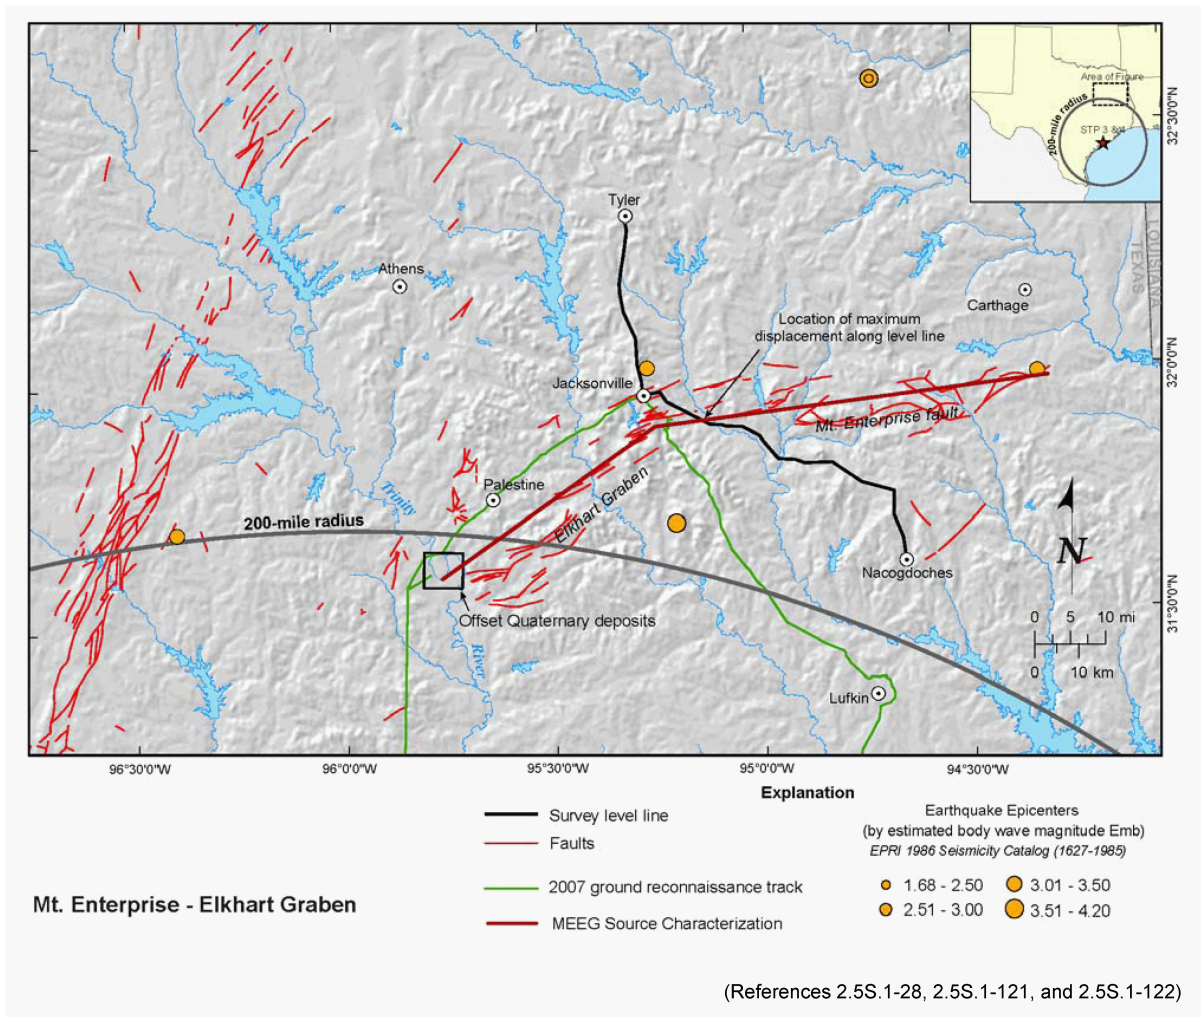 Area of Figure
200-mile radius
STP 3 &4
32°30'0"N
LOUISIANA
TEXAS
Tyler
Athens
Carthage
Location of maximum
displacement along level line
32°0'0"N
Jacksonville
Mt. Enterprise fault
Palestine
Trinity
Elkhart Graben
200-mile radius
N
Nacogdoches
31°30'0"N
Offset Quaternary deposits
0 5 10 mi
0 10 km
River
Lufkin
96°30'0"W 96°0'0"W 95°30'0"W 95°0'0"W 94°30'0"W
Explanation
Survey level line
Faults
2007 ground reconnaissance track
MEEG Source Characterization
Earthquake Epicenters
(by estimated body wave magnitude Emb)
EPRI 1986 Seismicity Catalog (1627-1985)
1.68 - 2.50 3.01 - 3.50
2.51 - 3.00 3.51 - 4.20
Mt. Enterprise - Elkhart Graben
(References 2.5S.1-28, 2.5S.1-121, and 2.5S.1-122)